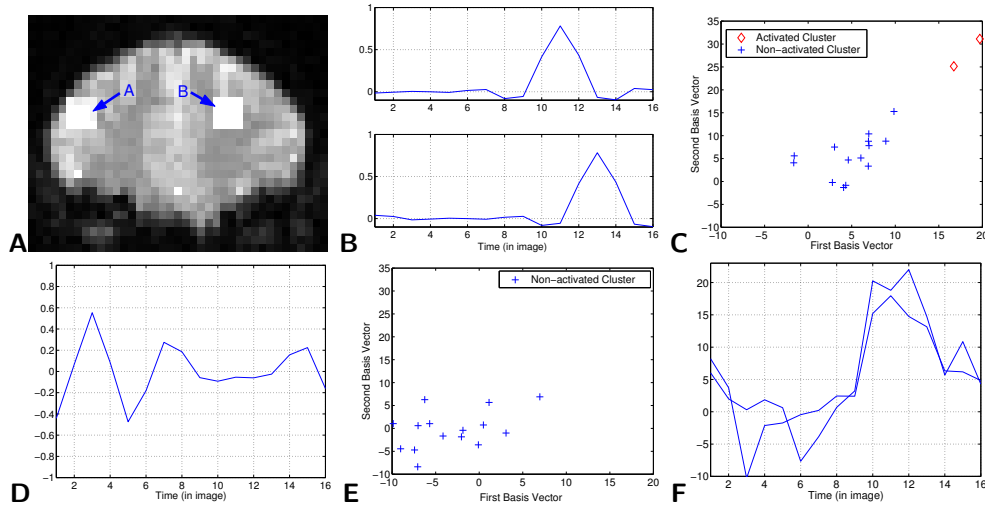 A
B
A
1
0.5
0
2 4 6 8 10 12 14 16
1
0.5
0
2 4 6 8 10 12 14 16
Time (in image)
B
35
30
25
20
15
10
5
0
−5
−10
−10 −5 0 5 10 15 20
Second Basis Vector
First Basis Vector
Activated Cluster
Non−activated Cluster
C
1
0.8
0.6
0.4
0.2
0
−0.2
−0.4
−0.6
−0.8
−1
2 4 6 8 10 12 14 16
Time (in image)
D
35
30
25
20
15
10
5
0
−5
−10
−10 −5 0 5 10 15 20
Second Basis Vector
First Basis Vector
Non−activated Cluster
E
20
15
10
5
0
−5
−10
2 4 6 8 10 12 14 16
Time (in image)
F